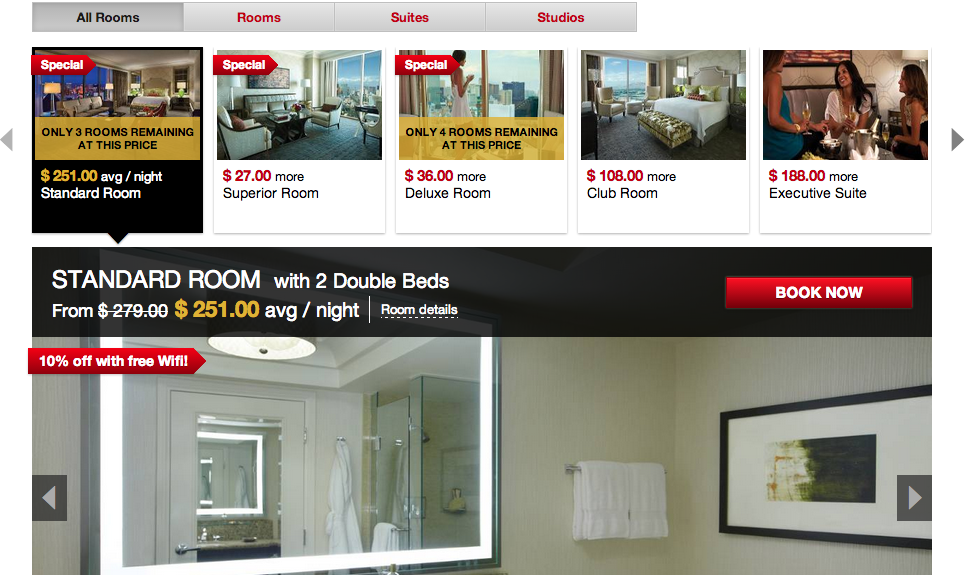 All Rooms
Rooms
Suites
Studios
Special
ONLY 3 ROOMS REMAINING
AT THIS PRICE
$ 251.00 avg / night
Standard Room
Special
$ 27.00 more
Superior Room
Special
ONLY 4 ROOMS REMAINING
AT THIS PRICE
$ 36.00 more
Deluxe Room
$ 108.00 more
Club Room
$ 188.00 more
Executive Suite
STANDARD ROOM with 2 Double Beds
From $ 279.00 $ 251.00 avg / night Room details
BOOK NOW
10% off with free Wifi!